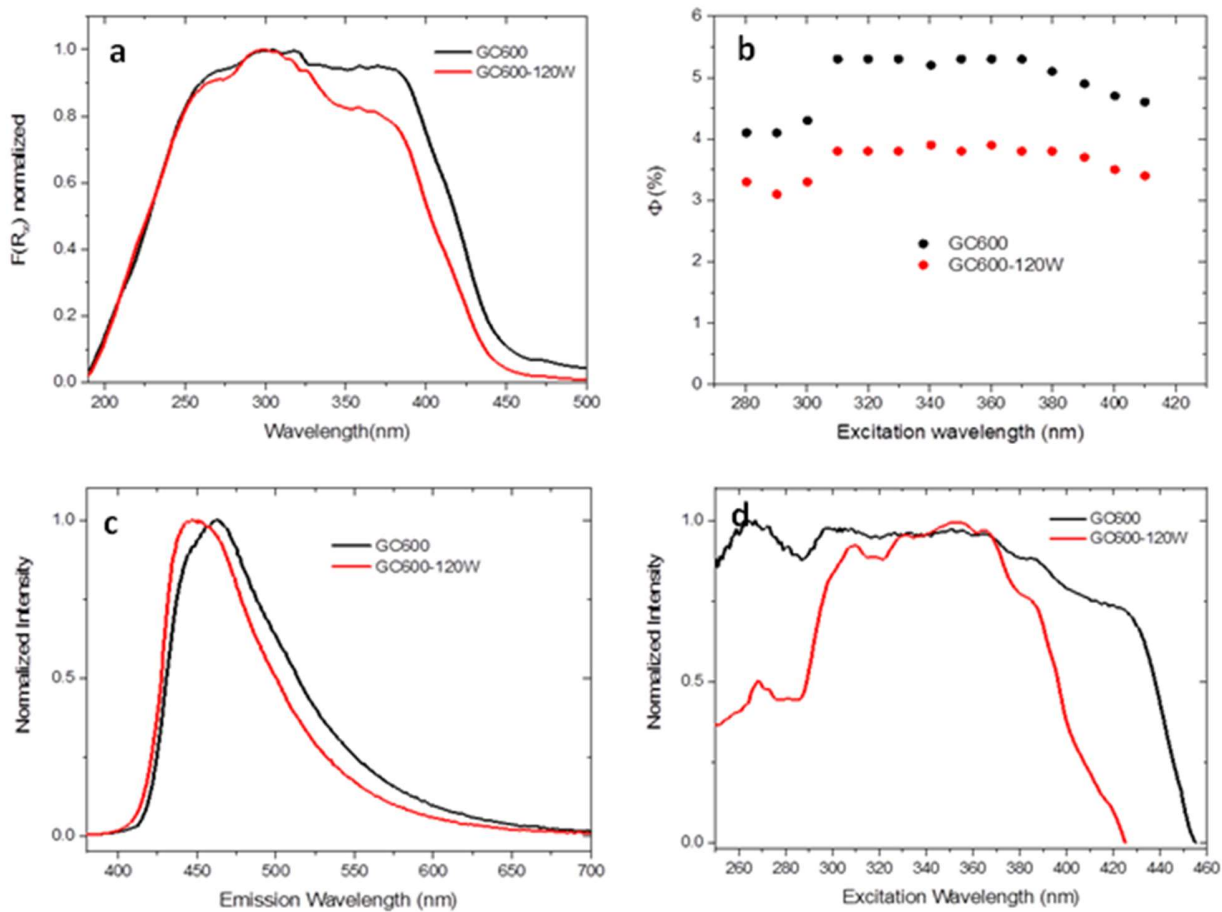 a
GC600
GC600-120W
F(R∞) normalized
1.0
0.8
0.6
0.4
0.2
0.0
200 250 300 350 400 450 500
Wavelength(nm)
b
Φ (%)
6
5
4
3
2
1
0
GC600
GC600-120W
280 300 320 340 360 380 400 420
Excitation wavelength (nm)
c
GC600
GC600-120W
Normalized Intensity
1.0
0.5
0.0
400 450 500 550 600 650 700
Emission Wavelength (nm)
d
GC600
GC600-120W
Normalized Intensity
1.0
0.5
0.0
260 280 300 320 340 360 380 400 420 440 460
Excitation Wavelength (nm)